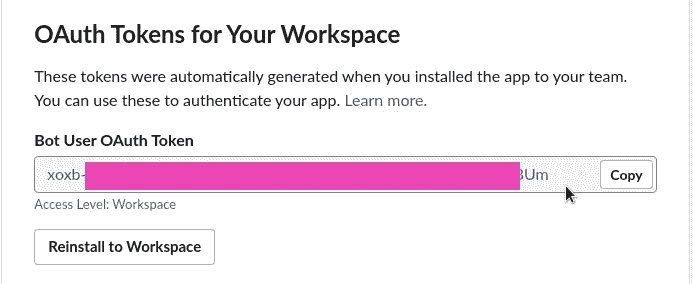 OAuth Tokens for Your Workspace
These tokens were automatically generated when you installed the app to your team.
You can use these to authenticate your app. Learn more.
Bot User OAuth Token
xoxb- Um Copy
Access Level: Workspace
Reinstall to Workspace